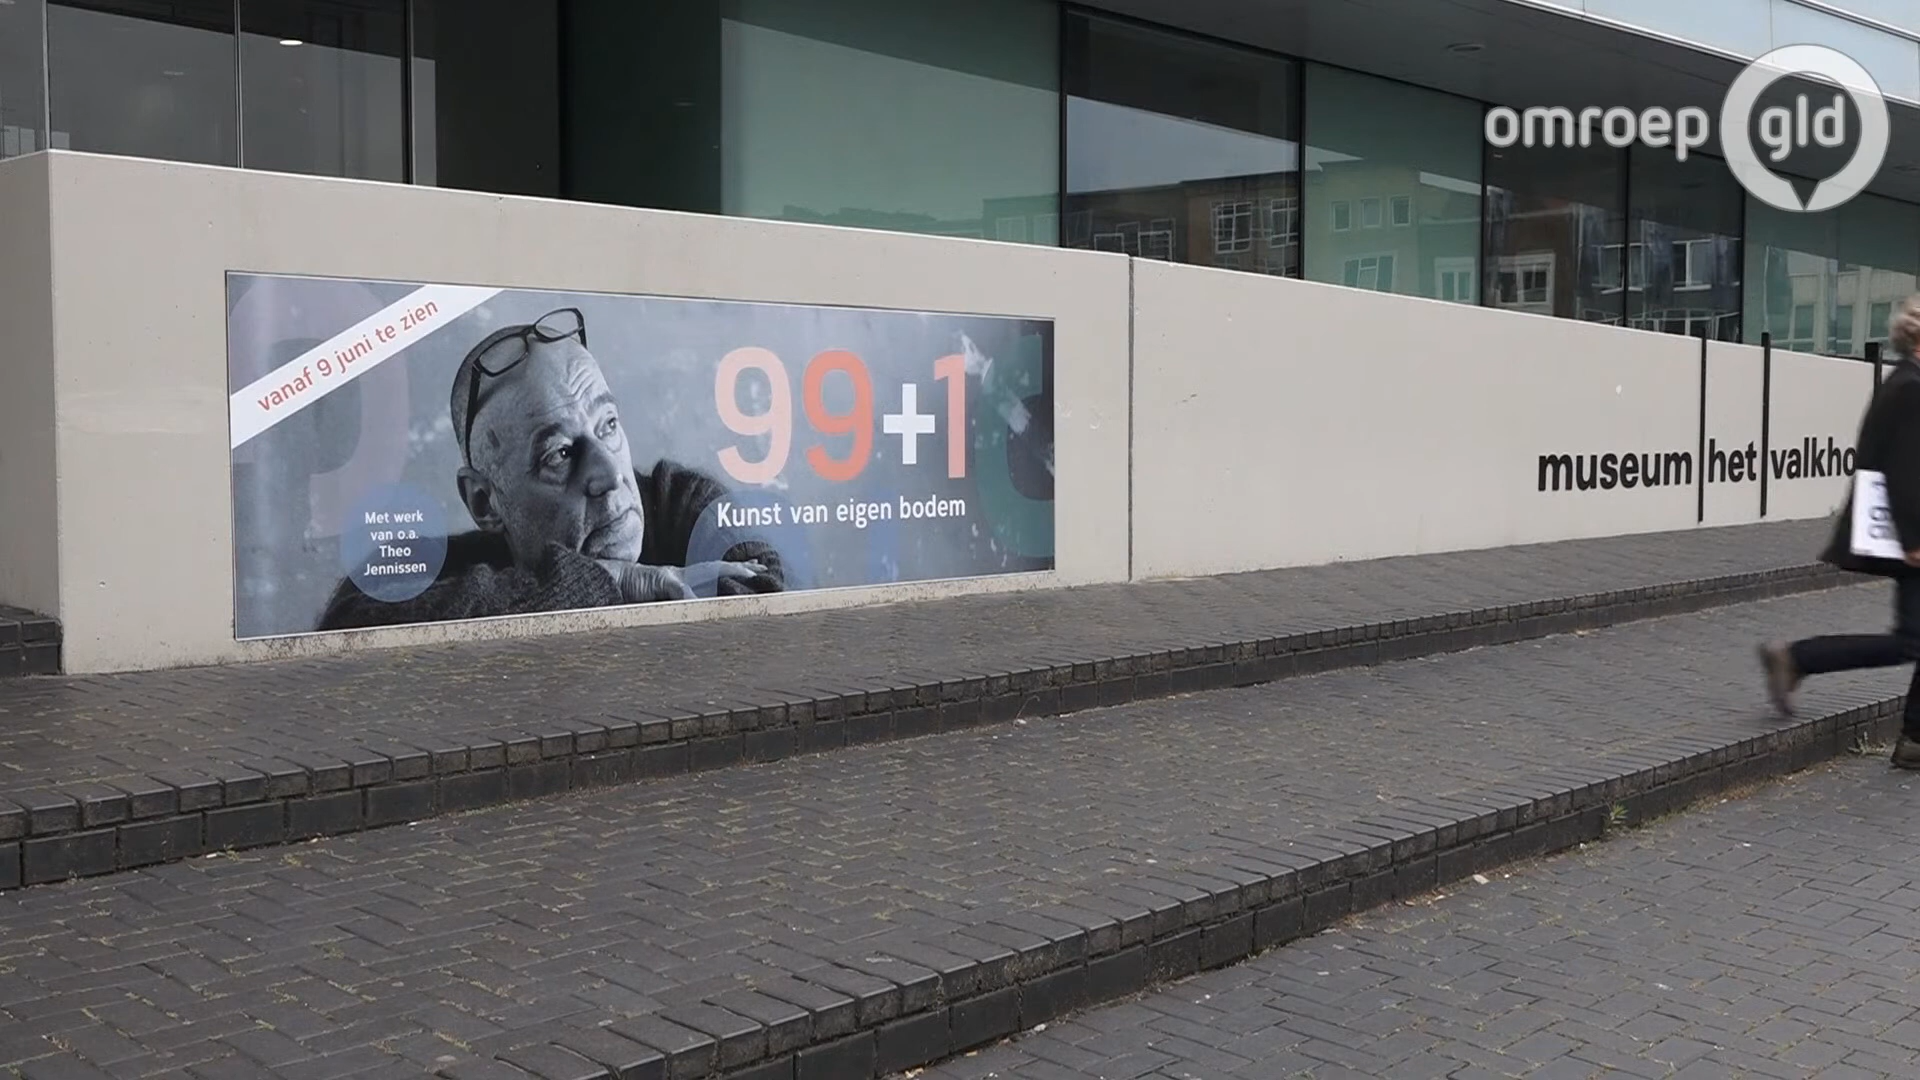 omroep gld
vanaf 9 juni te zien
99+1
Kunst van eigen bodem
Met werk
van o.a.
Theo
Jennissen
museum het valkho